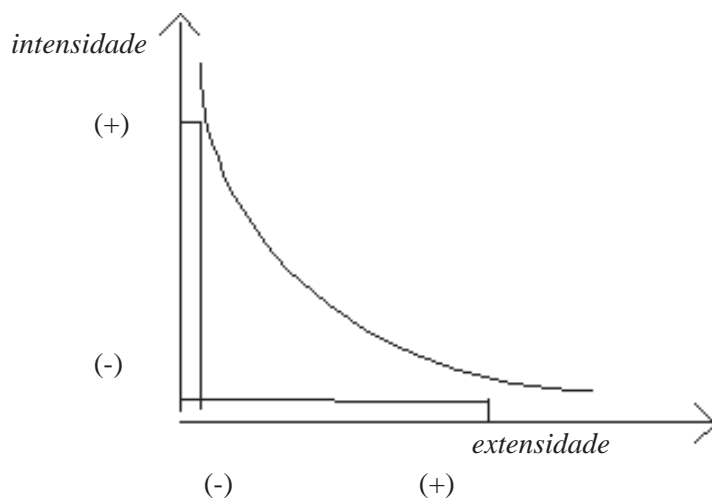 intensidade
(+)
(-)
extensidade
(-) (+)